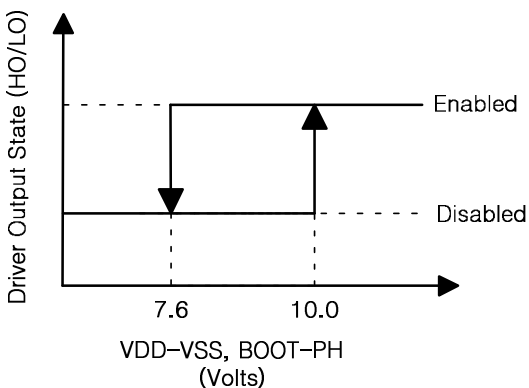 Driver Output State (HO/LO)
Enabled
Disabled
7.6
10.0
VDD-VSS, BOOT-PH
(Volts)